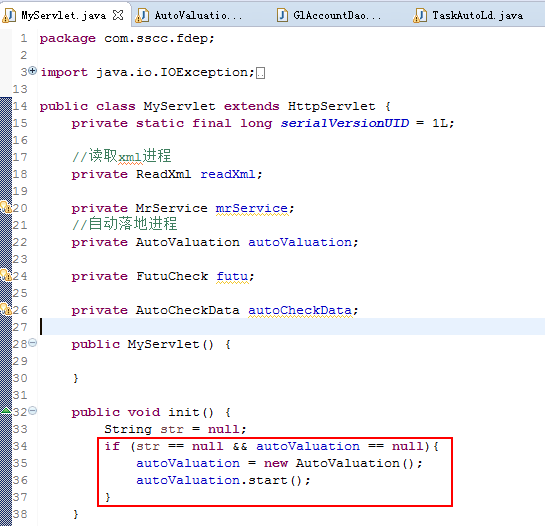 MyServlet.java AutoValuatio... GlAccountDao... TaskAutoLd.java
1 package com.sscc.fdep;
2
3 import java.io.IOException;
13
14 public class MyServlet extends HttpServlet {
15 private static final long serialVersionUID = 1L;
16
17 //读取xml进程
18 private ReadXml readXml;
19
20 private MrService mrService;
21 //自动落地进程
22 private AutoValuation autoValuation;
23
24 private FutuCheck futu;
25
26 private AutoCheckData autoCheckData;
27
28 public MyServlet() {
29
30 }
31
32 public void init() {
33 String str = null;
34 if (str == null && autoValuation == null){
35 autoValuation = new AutoValuation();
36 autoValuation.start();
37 }
38 }